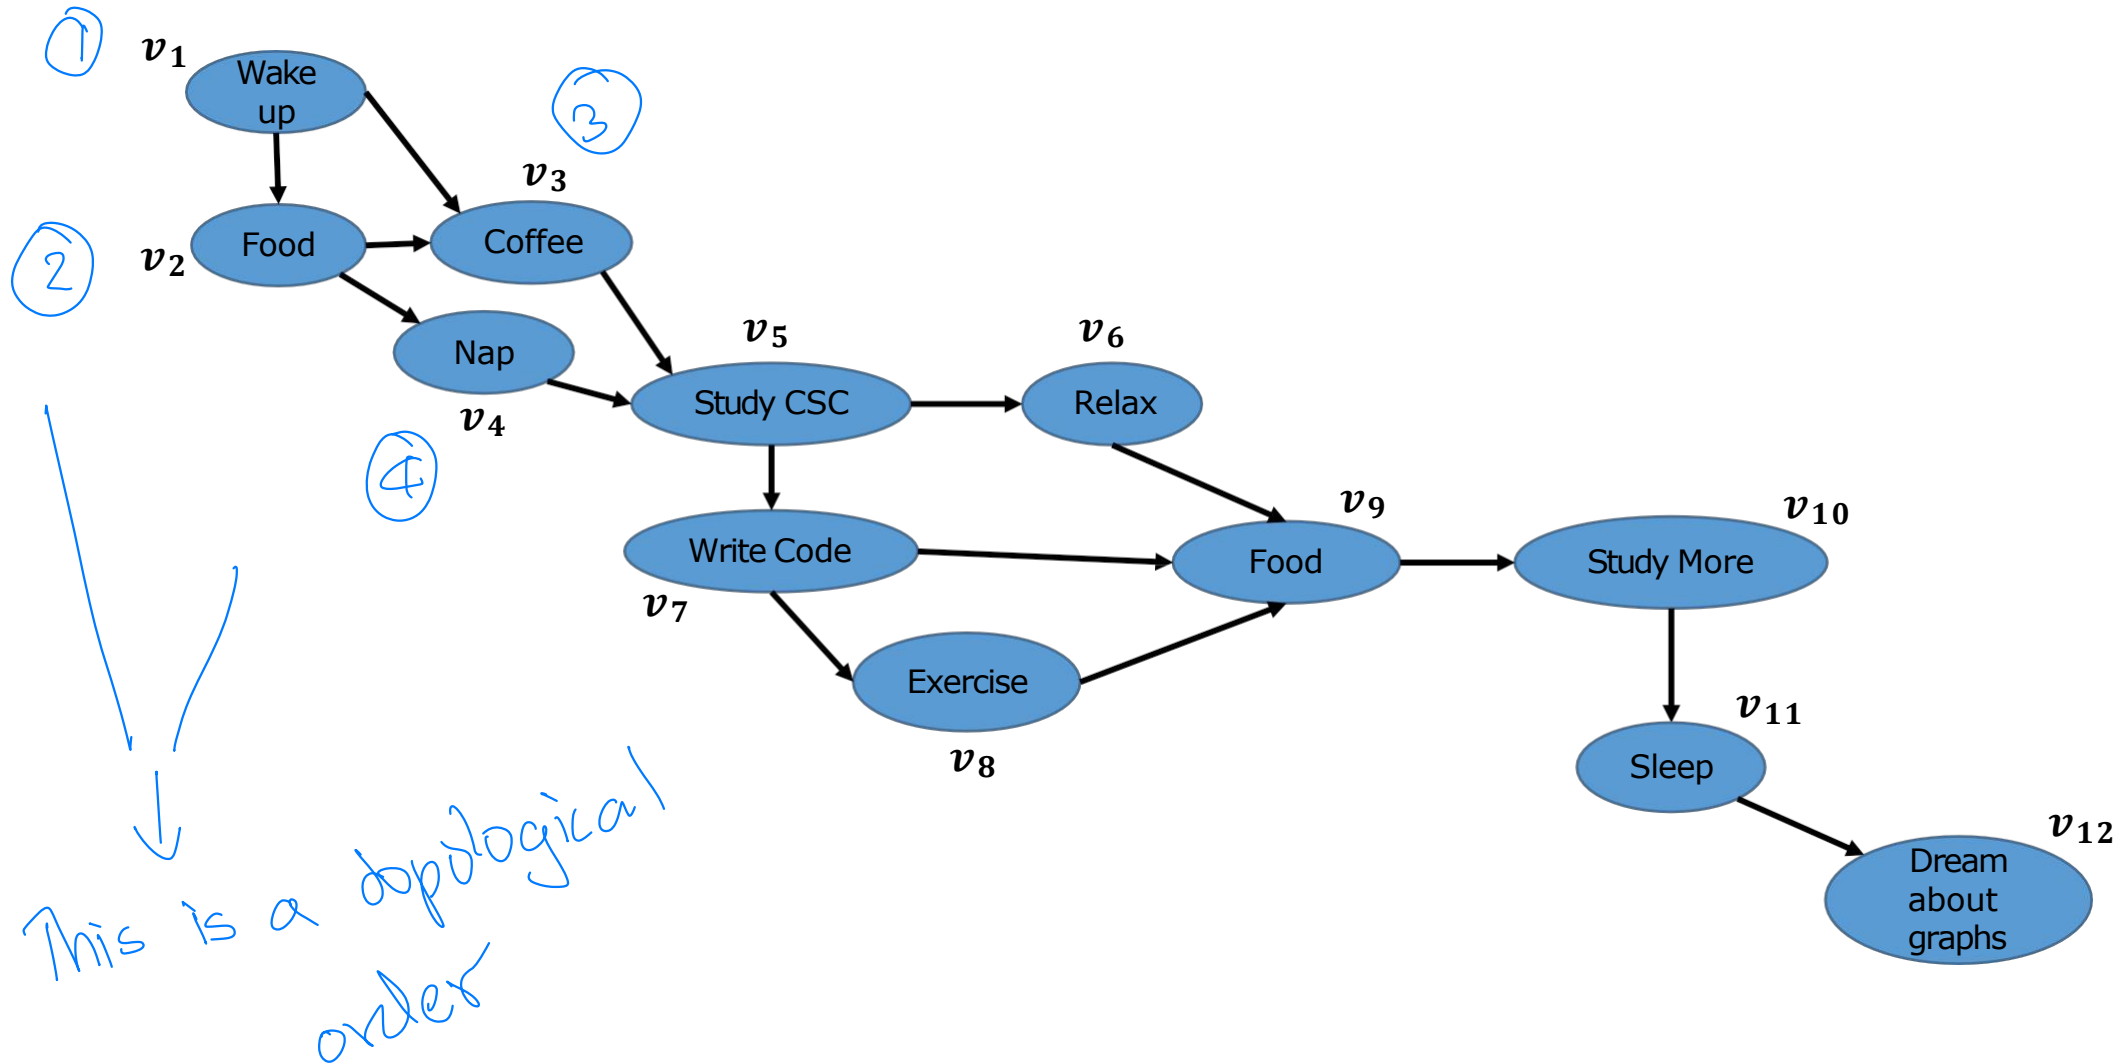 ①
v1
Wake
up
③
v3
②
v2
Food
Coffee
Nap
v4
④
v5
Study CSC
v6
Relax
Write Code
v7
v9
Food
v10
Study More
Exercise
v8
v11
Sleep
v12
Dream
about
graphs
This is a topological
order